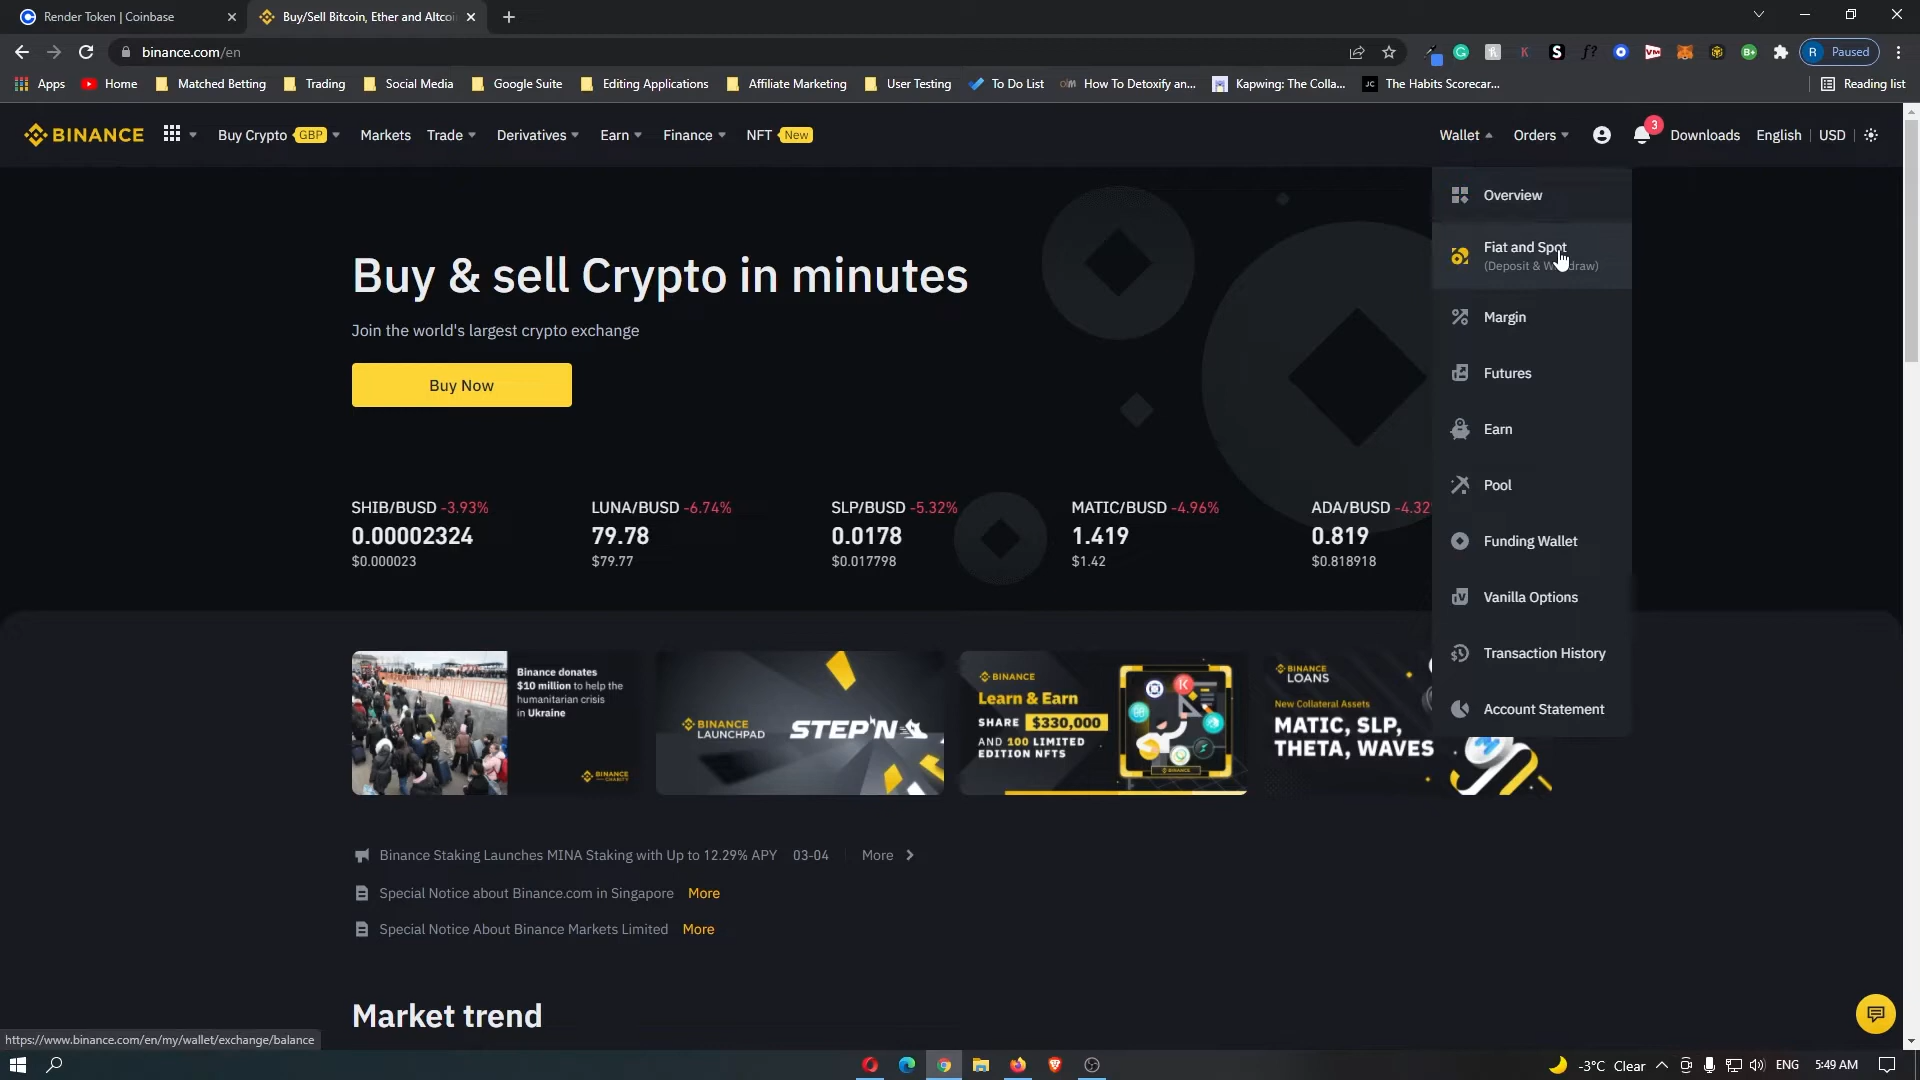 Render Token | Coinbase
Buy/Sell Bitcoin, Ether and Altcoi
binance.com/en
Paused
Apps
Home
Matched Betting
Trading
Social Media
Google Suite
Editing Applications
Affiliate Marketing
User Testing
To Do List
How To Detoxify an...
Kapwing: The Colla...
The Habits Scorecar...
Reading list
BINANCE
Buy Crypto GBP
Markets
Trade
Derivatives
Earn
Finance
NFT New
Wallet
Orders
3
Downloads
English
USD
Overview
Fiat and Spot
Margin
Futures
Earn
Pool
Funding Wallet
Vanilla Options
Transaction History
Account Statement
Buy & sell Crypto in minutes
Join the world's largest crypto exchange
Buy Now
SHIB/BUSD -3.93%
0.00002324
$0.000023
LUNA/BUSD -6.74%
79.78
$79.77
SLP/BUSD -5.32%
0.0178
$0.017798
MATIC/BUSD -4.96%
1.419
$1.42
ADA/BUSD -4.32
0.819
$0.818918
Binance donates
$10 million to help the
humanitarian crisis
in Ukraine
BINANCE
BINANCE
LAUNCHPAD
STEP'N
BINANCE
Learn & Earn
SHARE $330,000
AND 100 LIMITED
EDITION NFTS
BINANCE
LOANS
New Collateral Assets
MATIC, SLP,
THETA, WAVES
Binance Staking Launches MINA Staking with Up to 12.29% APY 03-04 More
Special Notice about Binance.com in Singapore More
Special Notice About Binance Markets Limited More
Market trend
https://www.binance.com/en/my/wallet/exchange/balance
-3°C Clear
ENG
5:49 AM